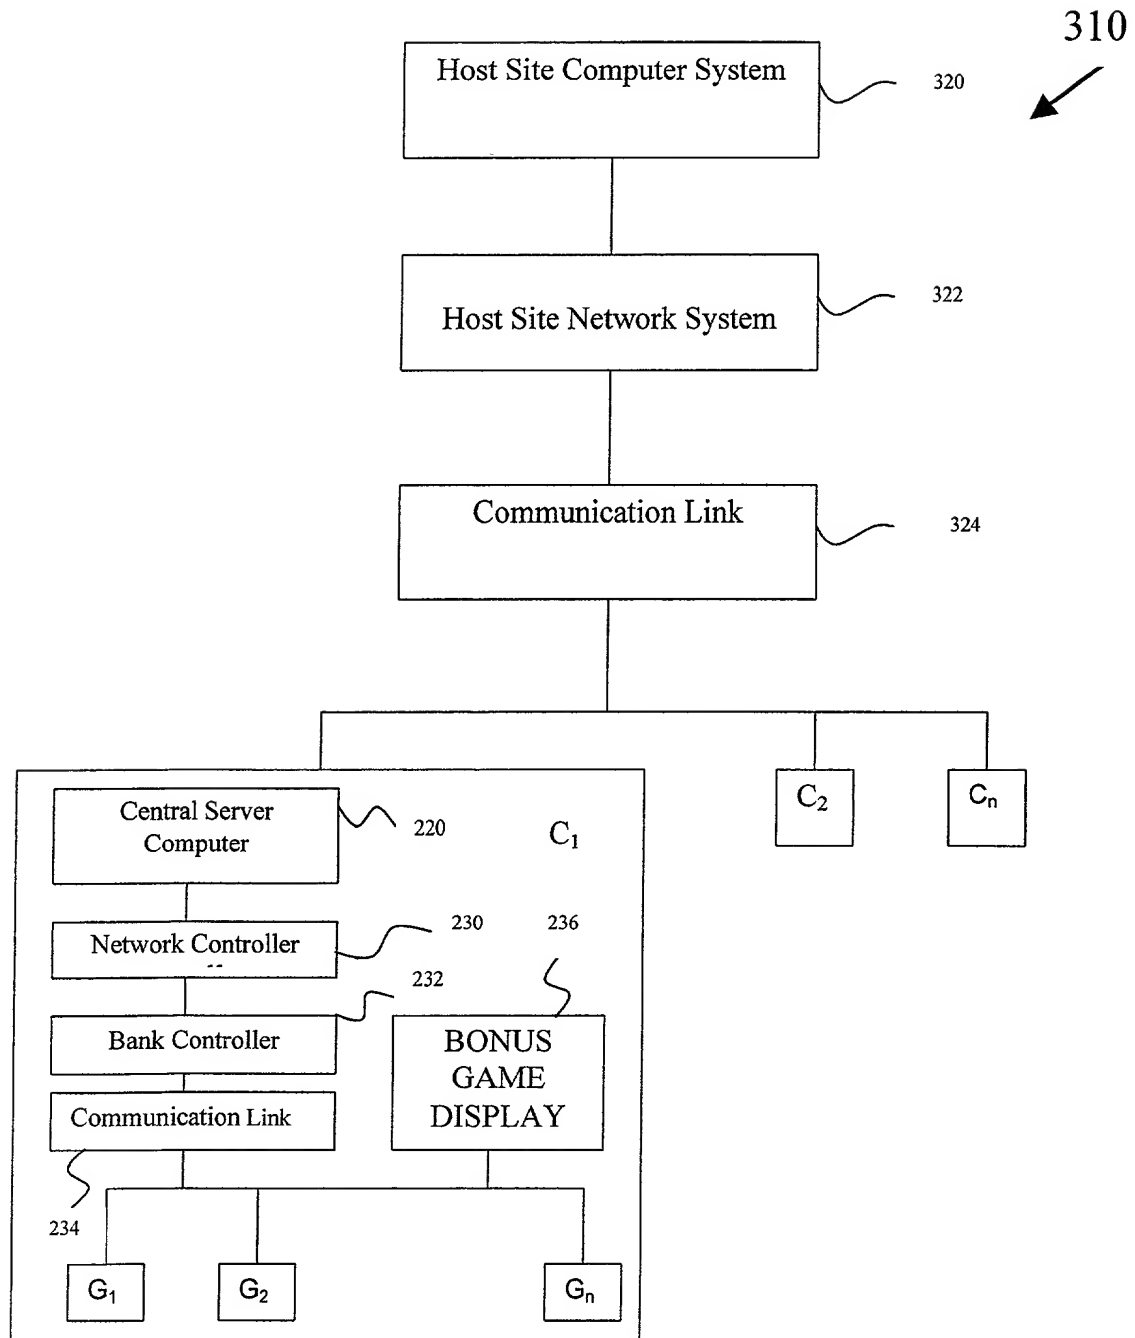 310
Host Site Computer System
320
322
Host Site Network System
Communication Link
324
C₂
Cₙ
Central Server
Computer
220
C₁
230
236
Network Controller
232
Bank Controller
BONUS
GAME
DISPLAY
Communication Link
234
G₁
G₂
Gₙ